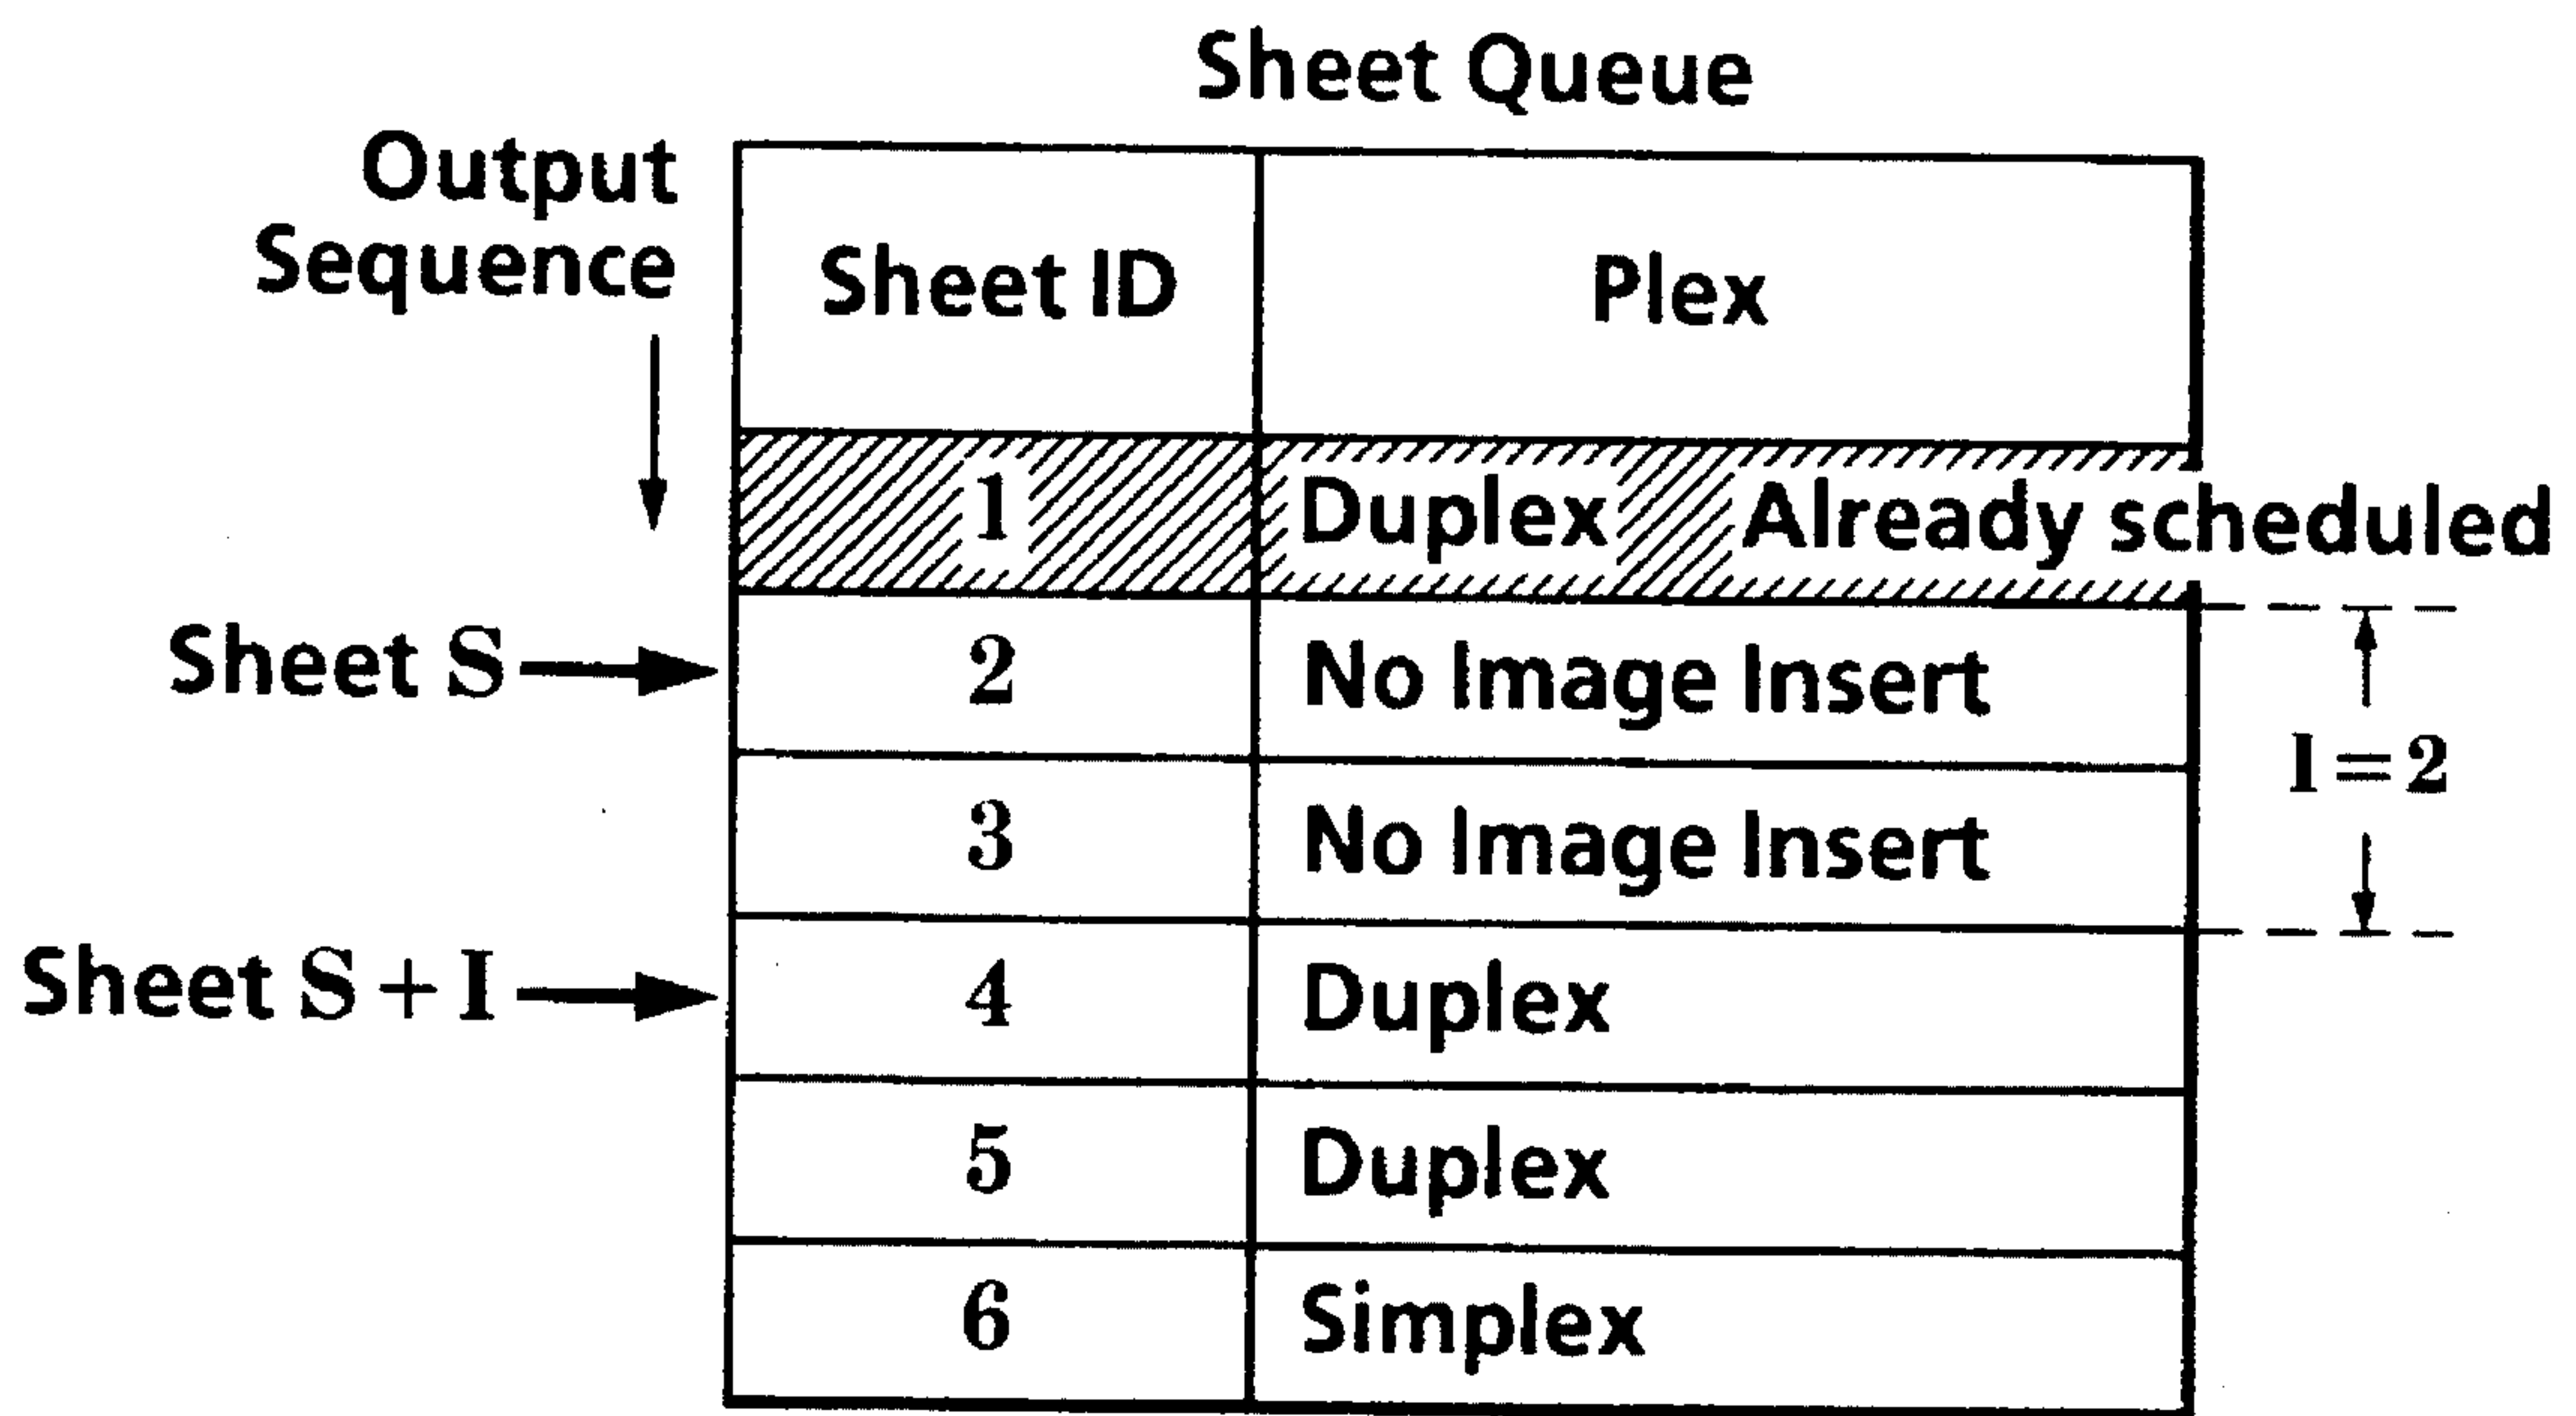 Sheet Queue
Output
Sequence
Sheet ID Plex
1 Duplex Already scheduled
Sheet S 2 No Image Insert
I = 2
3 No Image Insert
Sheet S + I 4 Duplex
5 Duplex
6 Simplex